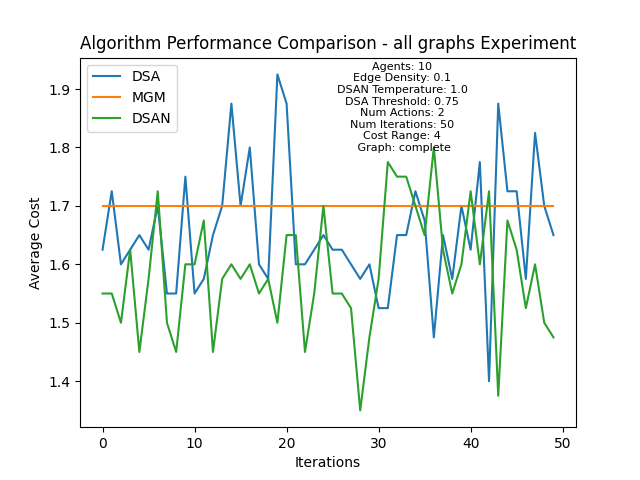 Algorithm Performance Comparison - all graphs Experiment
DSA
MGM
DSAN
Agents: 10
Edge Density: 0.1
DSAN Temperature: 1.0
DSA Threshold: 0.75
Num Actions: 2
Num Iterations: 50
Cost Range: 4
Graph: complete
Average Cost
1.9
1.8
1.7
1.6
1.5
1.4
0 10 20 30 40 50
Iterations